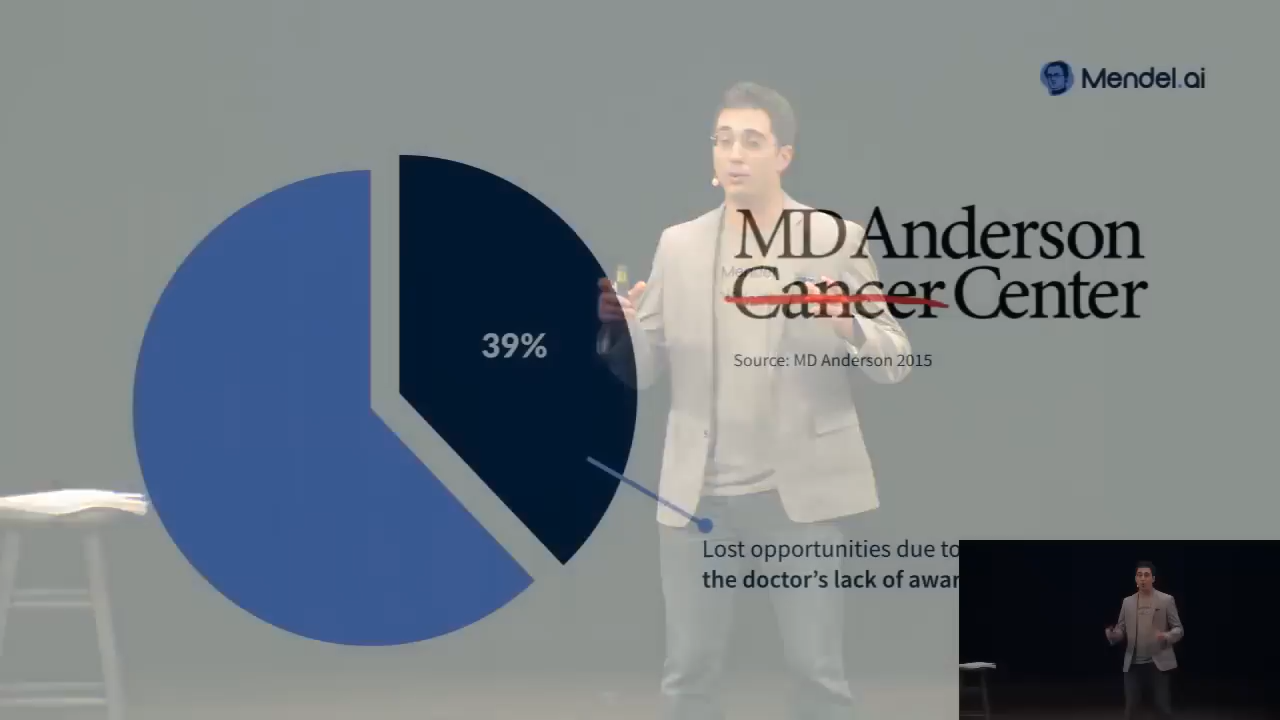 Mendel.ai
MD Anderson
Cancer Center
Source: MD Anderson 2015
39%
Lost opportunities due to
the doctor's lack of awar